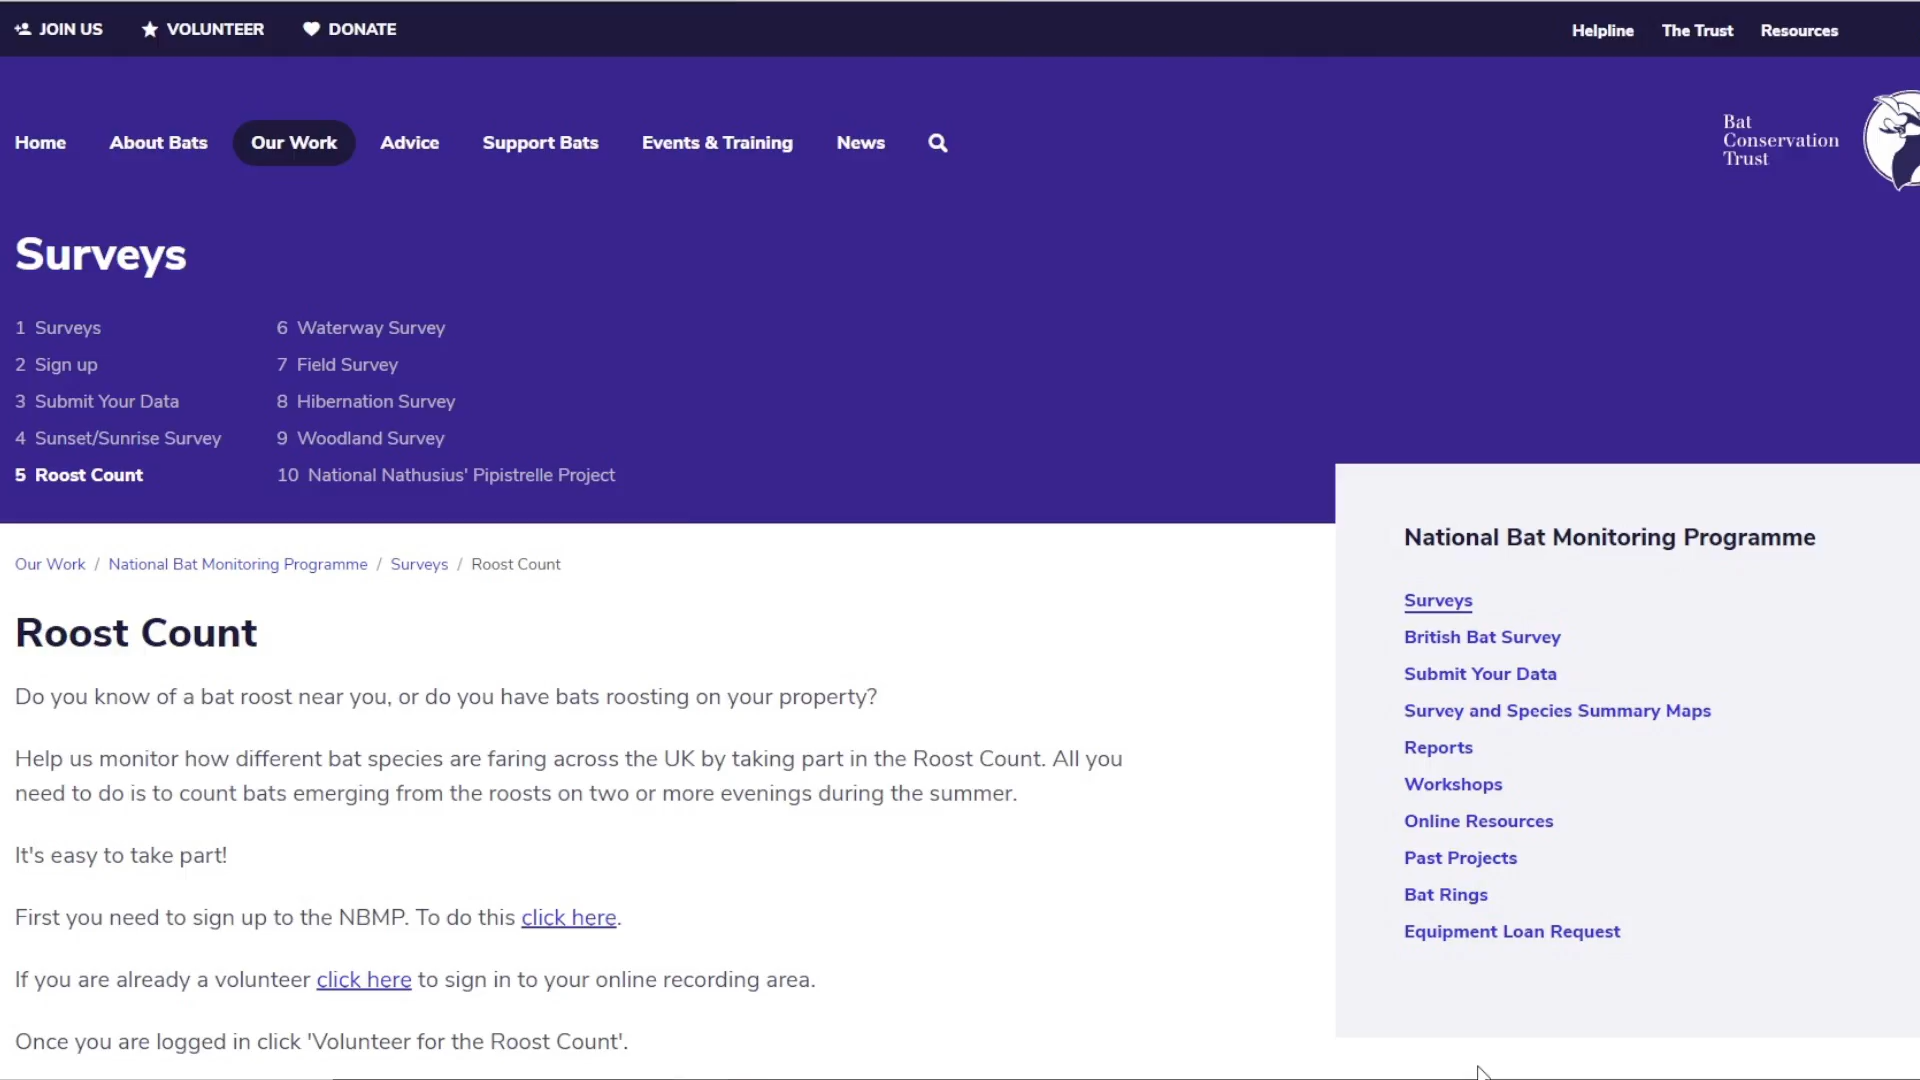 JOIN US
VOLUNTEER
DONATE
Helpline
The Trust
Resources
Home
About Bats
Our Work
Advice
Support Bats
Events & Training
News
Bat
Conservation
Trust
Surveys
1 Surveys
2 Sign up
3 Submit Your Data
4 Sunset/Sunrise Survey
5 Roost Count
6 Waterway Survey
7 Field Survey
8 Hibernation Survey
9 Woodland Survey
10 National Nathusius' Pipistrelle Project
Our Work / National Bat Monitoring Programme / Surveys / Roost Count
Roost Count
Do you know of a bat roost near you, or do you have bats roosting on your property?
Help us monitor how different bat species are faring across the UK by taking part in the Roost Count. All you
need to do is to count bats emerging from the roosts on two or more evenings during the summer.
It's easy to take part!
First you need to sign up to the NBMP. To do this click here.
If you are already a volunteer click here to sign in to your online recording area.
Once you are logged in click 'Volunteer for the Roost Count'.
National Bat Monitoring Programme
Surveys
British Bat Survey
Submit Your Data
Survey and Species Summary Maps
Reports
Workshops
Online Resources
Past Projects
Bat Rings
Equipment Loan Request